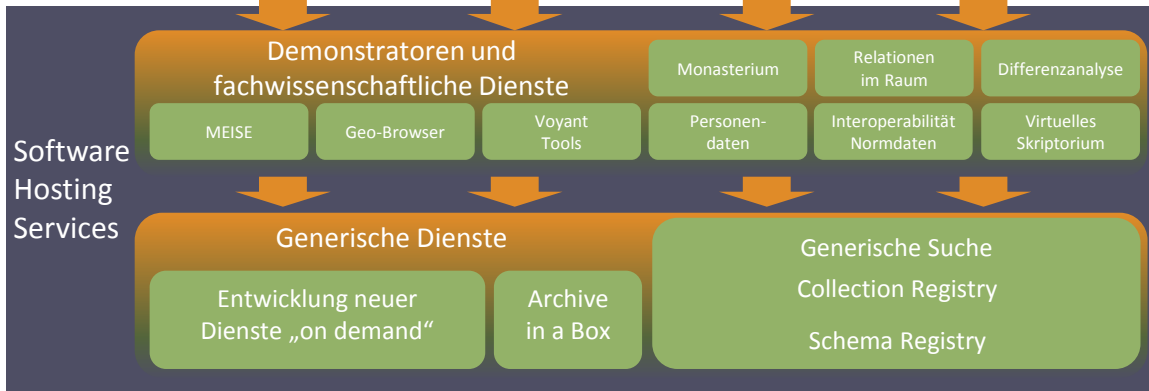 Software
Hosting
Services
Demonstratoren und
fachwissenschaftliche Dienste
Monasterium
Relationen
im Raum
Differenzanalyse
MEISE
Geo-Browser
Voyant
Tools
Personen-
daten
Interoperabilität
Normdaten
Virtuelles
Skriptorium
Generische Dienste
Entwicklung neuer
Dienste „on demand“
Archive
in a Box
Generische Suche
Collection Registry
Schema Registry